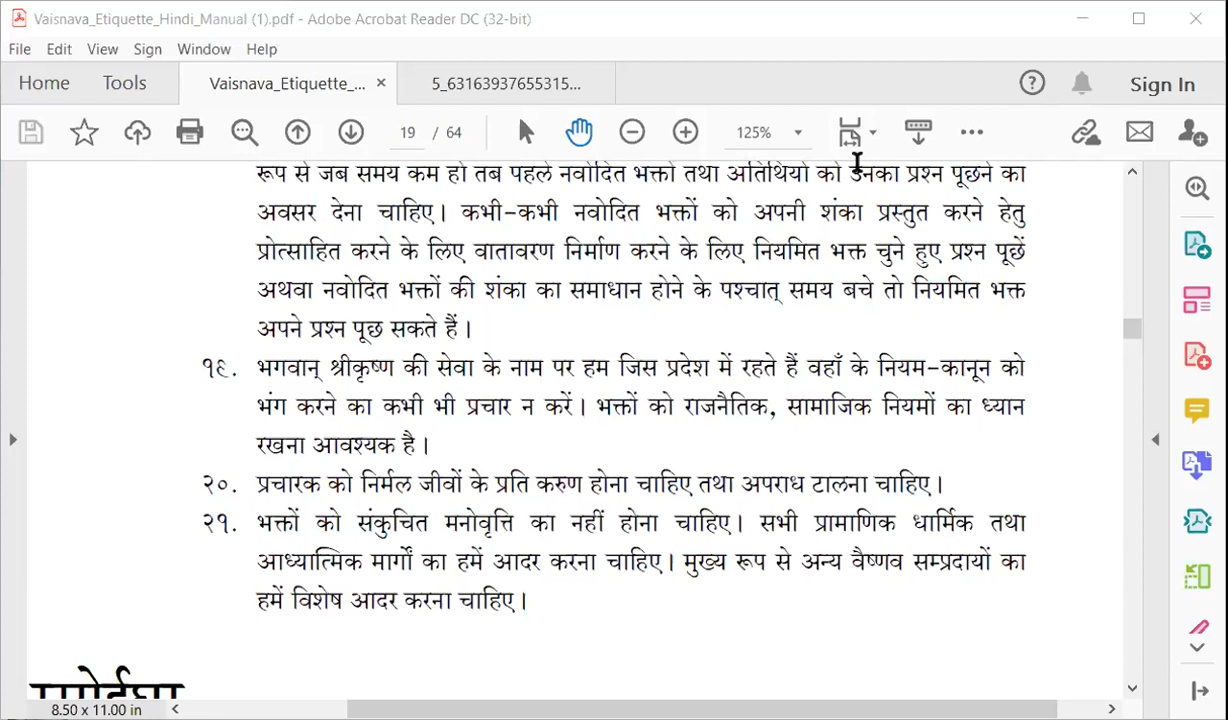 Vaisnava_Etiquette_Hindi_Manual (1).pdf - Adobe Acrobat Reader DC (32-bit)
File Edit View Sign Window Help
Home Tools Vaisnava_Etiquette_... × 5_63163937655315... Sign In
19 / 64 125%
रूप से जब समय कम हो तब पहले नवोदित भक्तों तथा अतिथियों को उनका प्रश्न पूछने का
अवसर देना चाहिए। कभी-कभी नवोदित भक्तों को अपनी शंका प्रस्तुत करने हेतु
प्रोत्साहित करने के लिए वातावरण निर्माण करने के लिए नियमित भक्त चुने हुए प्रश्न पूछें
अथवा नवोदित भक्तों की शंका का समाधान होने के पश्चात् समय बचे तो नियमित भक्त
अपने प्रश्न पूछ सकते हैं।
१९. भगवान् श्रीकृष्ण की सेवा के नाम पर हम जिस प्रदेश में रहते हैं वहाँ के नियम-कानून को
भंग करने का कभी भी प्रचार न करें। भक्तों को राजनैतिक, सामाजिक नियमों का ध्यान
रखना आवश्यक है।
२०. प्रचारक को निर्मल जीवों के प्रति करुण होना चाहिए तथा अपराध टालना चाहिए।
२१. भक्तों को संकुचित मनोवृत्ति का नहीं होना चाहिए। सभी प्रामाणिक धार्मिक तथा
आध्यात्मिक मार्गों का हमें आदर करना चाहिए। मुख्य रूप से अन्य वैष्णव सम्प्रदायों का
हमें विशेष आदर करना चाहिए।
8.50 x 11.00 in